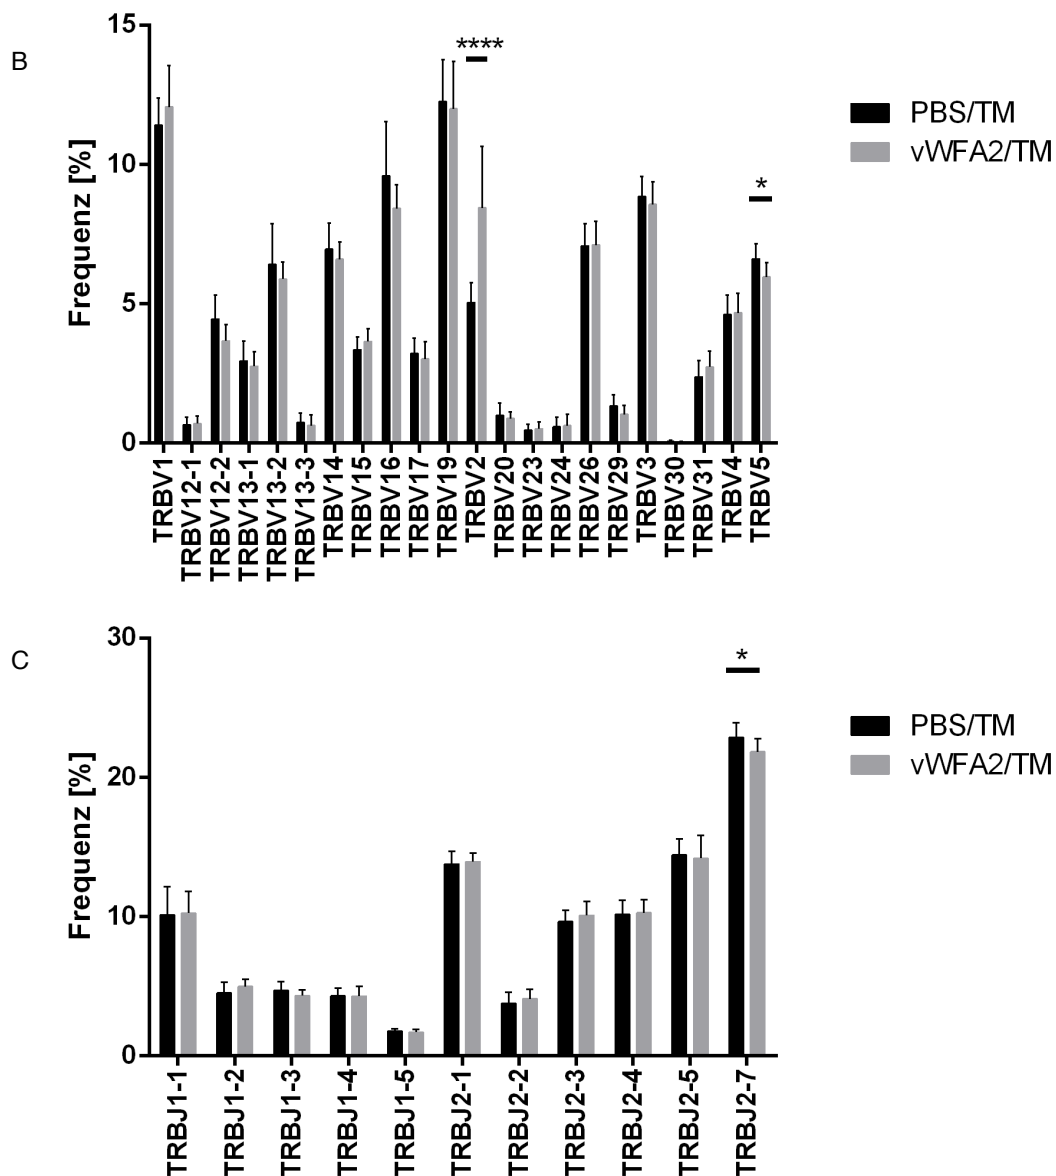 B
Frequenz [%]
15
10
5
0
****
*
PBS/TM
vWFA2/TM
TRBV1
TRBV12-1
TRBV12-2
TRBV13-1
TRBV13-2
TRBV13-3
TRBV14
TRBV15
TRBV16
TRBV17
TRBV19
TRBV2
TRBV20
TRBV23
TRBV24
TRBV26
TRBV29
TRBV3
TRBV30
TRBV31
TRBV4
TRBV5
C
Frequenz [%]
30
20
10
0
*
PBS/TM
vWFA2/TM
TRBJ1-1
TRBJ1-2
TRBJ1-3
TRBJ1-4
TRBJ1-5
TRBJ2-1
TRBJ2-2
TRBJ2-3
TRBJ2-4
TRBJ2-5
TRBJ2-7